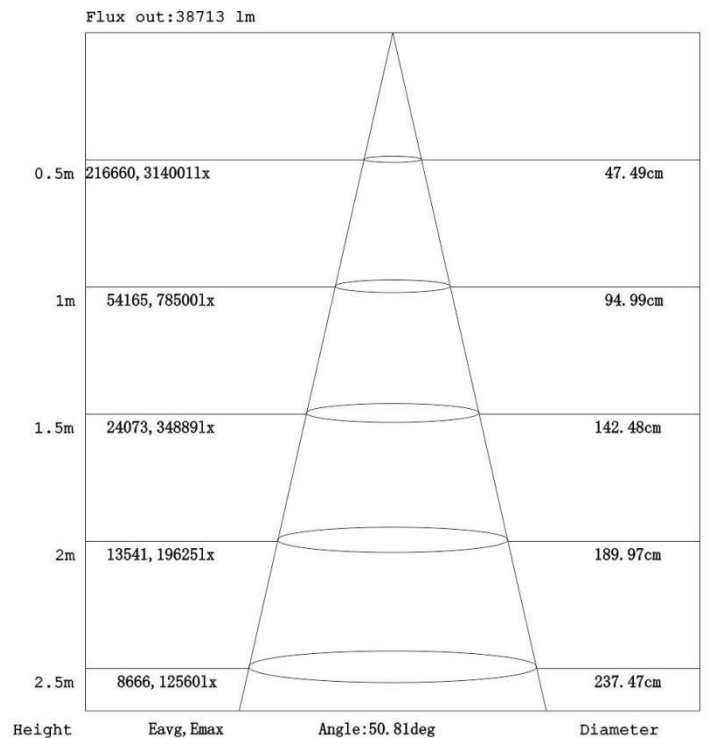 Flux out:38713 lm
0.5m 216660,314001lx 47.49cm
1m 54165,78500lx 94.99cm
1.5m 24073,34889lx 142.48cm
2m 13541,19625lx 189.97cm
2.5m 8666,12560lx 237.47cm
Height Eavg,Emax Angle:50.81deg Diameter